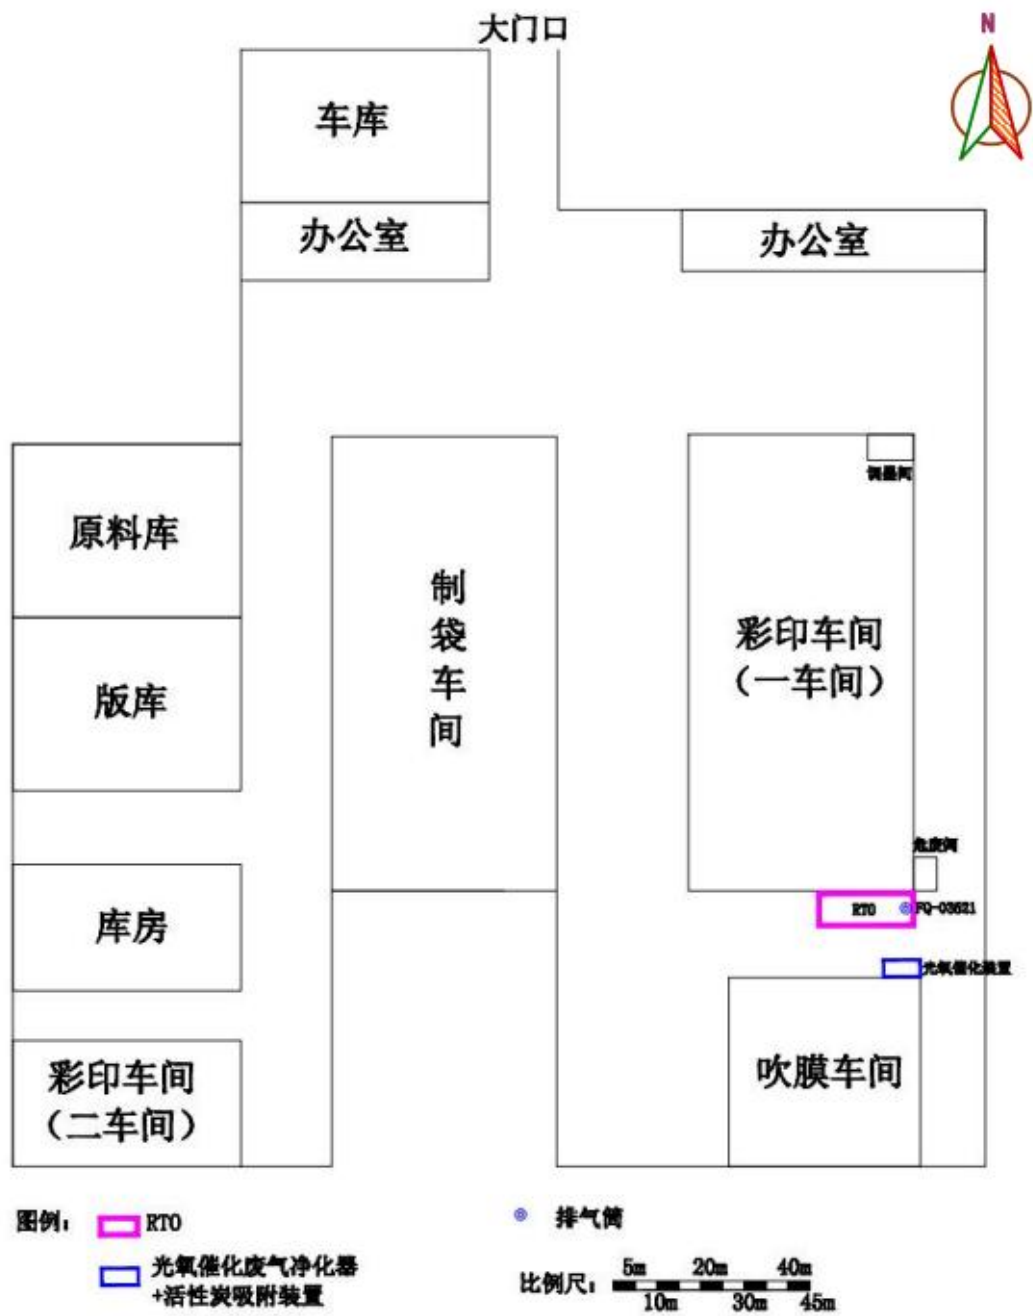 大门口
N
车库
办公室
办公室
调墨间
原料库
制袋车间
彩印车间
（一车间）
版库
危废间
RTO
FQ-03621
库房
光氧催化装置
吹膜车间
彩印车间
（二车间）
图例：
RTO
排气筒
光氧催化废气净化器
+活性炭吸附装置
比例尺：
5m 20m 40m
10m 30m 45m